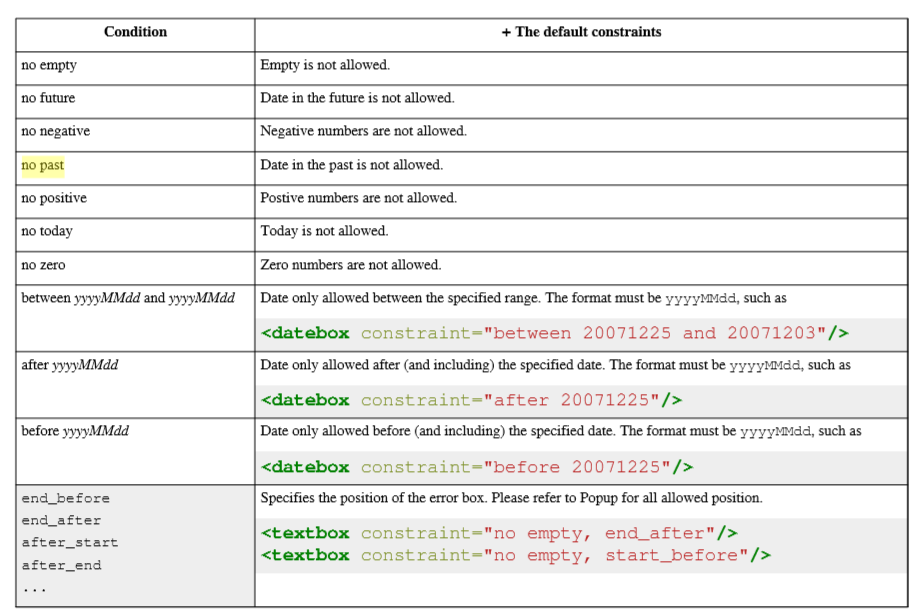 Condition + The default constraints
no empty Empty is not allowed.
no future Date in the future is not allowed.
no negative Negative numbers are not allowed.
no past Date in the past is not allowed.
no positive Postive numbers are not allowed.
no today Today is not allowed.
no zero Zero numbers are not allowed.
between yyyyMMdd and yyyyMMdd Date only allowed between the specified range. The format must be yyyyMMdd, such as
<datebox constraint="between 20071225 and 20071203"/>
after yyyyMMdd Date only allowed after (and including) the specified date. The format must be yyyyMMdd, such as
<datebox constraint="after 20071225"/>
before yyyyMMdd Date only allowed before (and including) the specified date. The format must be yyyyMMdd, such as
<datebox constraint="before 20071225"/>
end_before Specifies the position of the error box. Please refer to Popup for all allowed position.
end_after
<textbox constraint="no empty, end_after"/>
after_start
<textbox constraint="no empty, start_before"/>
after_end
...